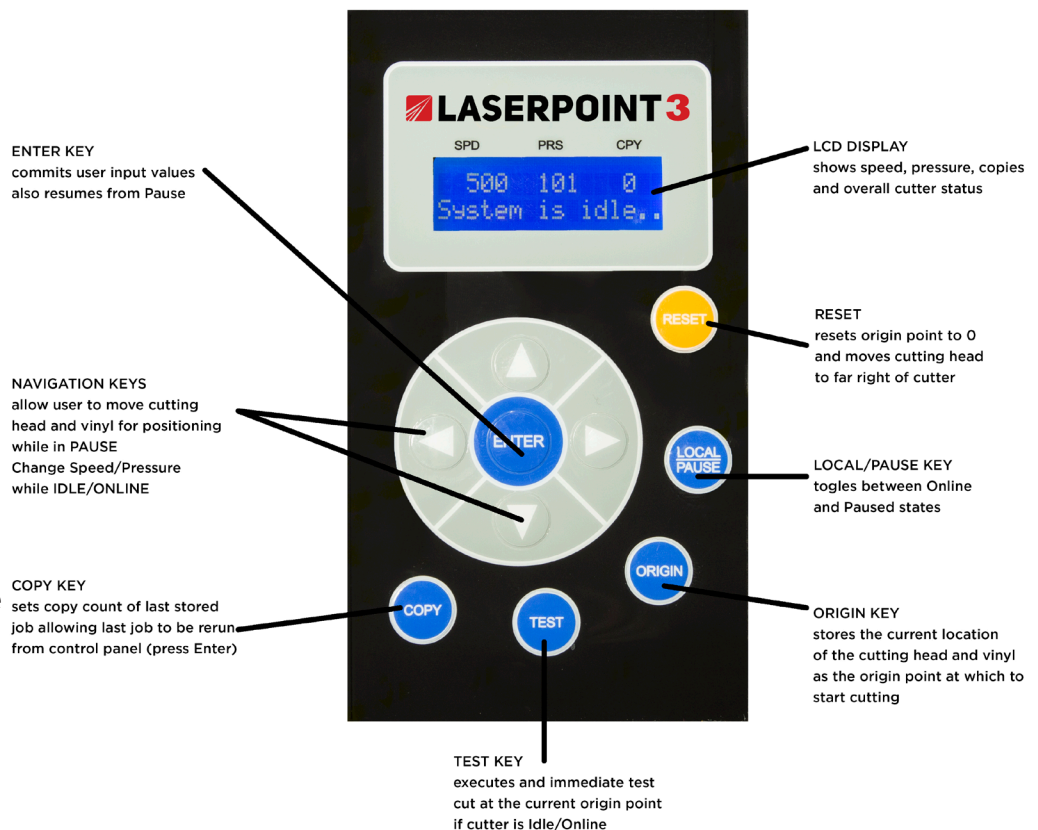 LASERPOINT 3
SPD PRS CPY
500 101 0
System is idle..
ENTER KEY
commits user input values
also resumes from Pause
LCD DISPLAY
shows speed, pressure, copies
and overall cutter status
RESET
RESET
resets origin point to 0
and moves cutting head
to far right of cutter
NAVIGATION KEYS
allow user to move cutting
head and vinyl for positioning
while in PAUSE
Change Speed/Pressure
while IDLE/ONLINE
ENTER
LOCAL
PAUSE
LOCAL/PAUSE KEY
togles between Online
and Paused states
ORIGIN
COPY KEY
sets copy count of last stored
job allowing last job to be rerun
from control panel (press Enter)
COPY
TEST
ORIGIN KEY
stores the current location
of the cutting head and vinyl
as the origin point at which to
start cutting
TEST KEY
executes and immediate test
cut at the current origin point
if cutter is Idle/Online